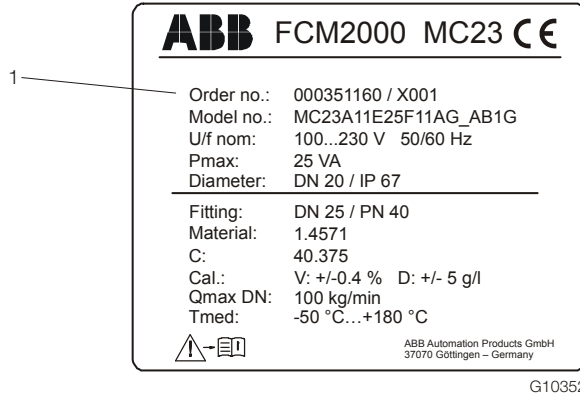 ABB FCM2000 MC23 CE
1
Order no.: 000351160 / X001
Model no.: MC23A11E25F11AG_AB1G
U/f nom: 100...230 V 50/60 Hz
Pmax: 25 VA
Diameter: DN 20 / IP 67
Fitting: DN 25 / PN 40
Material: 1.4571
C: 40.375
Cal.: V: +/-0.4 % D: +/- 5 g/l
Qmax DN: 100 kg/min
Tmed: -50 °C…+180 °C
ABB Automation Products GmbH
37070 Göttingen – Germany
G10352